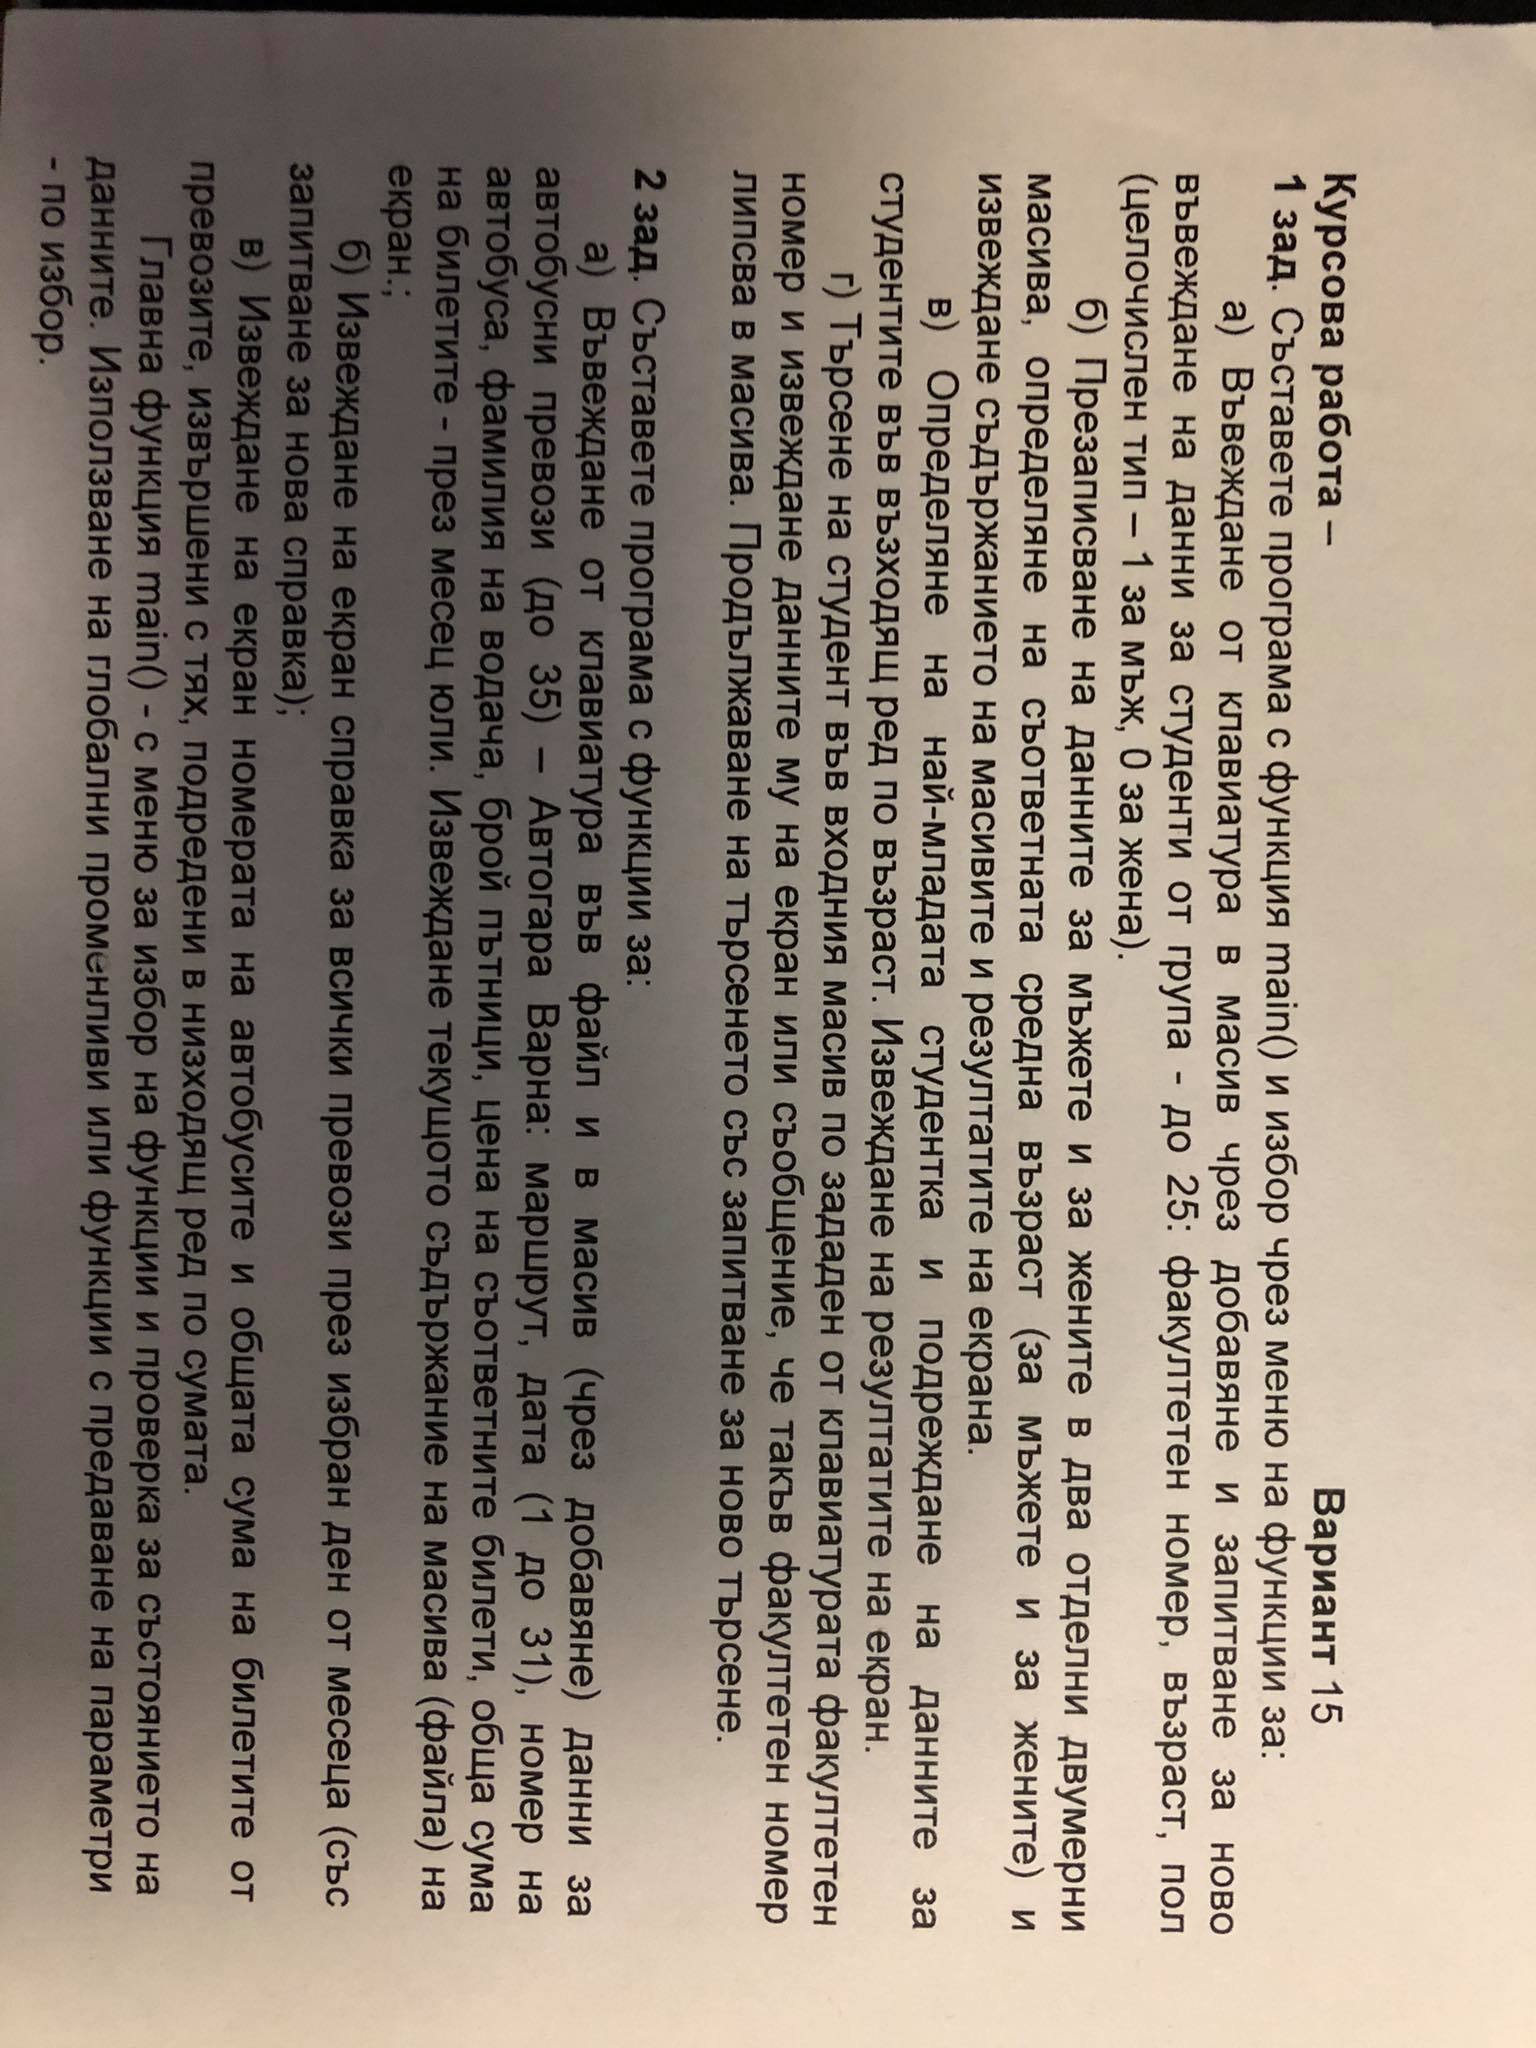 Курсова работа – Вариант 15
1 зад. Съставете програма с функция main() и избор чрез меню на функции за:
а) Въвеждане от клавиатура в масив чрез добавяне и запитване за ново
въвеждане на данни за студенти от група - до 25: факултетен номер, възраст, пол
(целочислен тип – 1 за мъж, 0 за жена).
б) Презаписване на данните за мъжете и за жените в два отделни двумерни
масива, определяне на съответната средна възраст (за мъжете и за жените) и
извеждане съдържанието на масивите и резултатите на екрана.
в) Определяне на най-младата студентка и подреждане на данните за
студентите във възходящ ред по възраст. Извеждане на резултатите на екран.
г) Търсене на студент във входния масив по зададен от клавиатурата факултетен
номер и извеждане данните му на екран или съобщение, че такъв факултетен номер
липсва в масива. Продължаване на търсенето със запитване за ново търсене.
2 зад. Съставете програма с функции за:
а) Въвеждане от клавиатура във файл и в масив (чрез добавяне) данни за
автобусни превози (до 35) – Автогара Варна: маршрут, дата (1 до 31), номер на
автобуса, фамилия на водача, брой пътници, цена на съответните билети, обща сума
на билетите - през месец юли. Извеждане текущото съдържание на масива (файла) на
екран.;
б) Извеждане на екран справка за всички превози през избран ден от месеца (със
запитване за нова справка);
в) Извеждане на екран номерата на автобусите и общата сума на билетите от
превозите, извършени с тях, подредени в низходящ ред по сумата.
Главна функция main() - с меню за избор на функции и проверка за състоянието на
данните. Използване на глобални променливи или функции с предаване на параметри
- по избор.